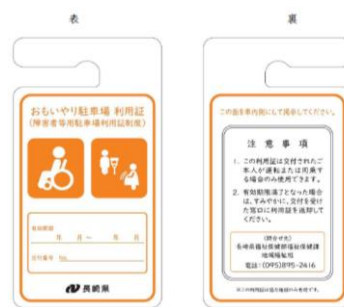 表
おもいやり駐車場 利用証
(障害者等用駐車場利用証制度)
有効期間
月 月 ～ 月 月
交付番号 No.
長崎県
裏
この面を車内側にして掲示してください。
注意事項
1. この利用証は交付されたご
本人が運転または同乗す
る場合のみ使用できます。
2. 有効期限満了となった場合
は、すみやかに、交付を受け
た窓口に利用証を返却して
ください。
(問合せ先)
長崎県福祉保健部福祉保健課
地域福祉班
電話:(095)895-2416